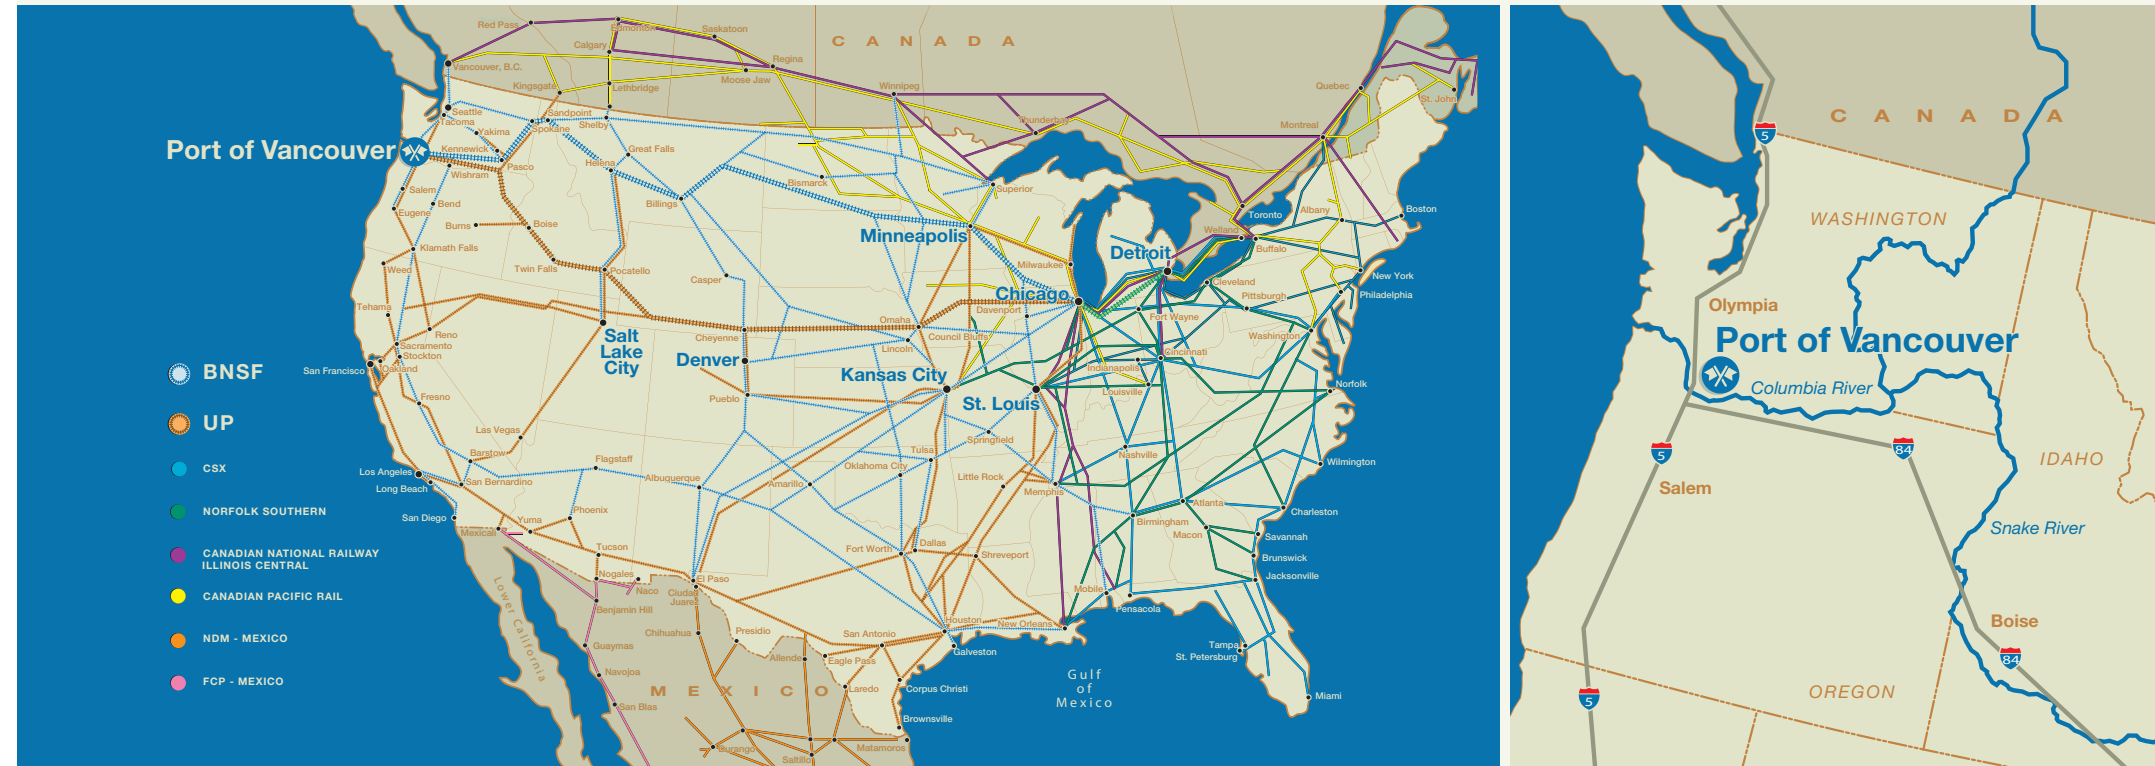 Red Pass
Edmonton
Saskatoon
CANADA
Calgary
Regina
Vancouver, B.C.
Moose Jaw
Kingsgate
Lethbridge
Winnipeg
Quebec
St. John
Seattle
Tacoma
Sandpoint
Spokane
Shelby
Thunderbay
Montreal
Yakima
Port of Vancouver
Kennewick
Great Falls
Helena
Pasco
Wishram
Bismarck
Superior
Salem
Bend
Billings
Eugene
Toronto
Albany
Boston
Burns
Boise
Minneapolis
Welland
Buffalo
Klamath Falls
Detroit
Weed
Twin Falls
Pocatello
Milwaukee
Casper
New York
Cleveland
Chicago
Pittsburgh
Philadelphia
Tehama
Davenport
Fort Wayne
Omaha
Reno
Salt
Lake
City
Cheyenne
Council Bluffs
Washington
Sacramento
Stockton
Lincoln
Cincinnati
Denver
San Francisco
Oakland
Indianapolis
BNSF
Kansas City
Norfolk
Fresno
Pueblo
St. Louis
Louisville
UP
Las Vegas
Springfield
Barstow
Flagstaff
Tulsa
Nashville
Wilmington
CSX
Los Angeles
Oklahoma City
Long Beach
San Bernardino
Albuquerque
Amarillo
Little Rock
Memphis
NORFOLK SOUTHERN
San Diego
Phoenix
Atlanta
Charleston
Yuma
Birmingham
Mexicali
Macon
Savannah
CANADIAN NATIONAL RAILWAY
ILLINOIS CENTRAL
Tucson
Fort Worth
Dallas
Shreveport
Brunswick
Nogales
El Paso
Jacksonville
CANADIAN PACIFIC RAIL
Naco
Ciudad
Juarez
Mobile
Benjamin Hill
Pensacola
Lower California
Houston
New Orleans
NDM - MEXICO
Chihuahua
Presidio
San Antonio
Guaymas
Galveston
Tampa
St. Petersburg
Allende
Eagle Pass
FCP - MEXICO
Navojoa
Gulf
of
Mexico
MEXICO
Laredo
Corpus Christi
Miami
San Blas
Brownsville
Durango
Matamoros
Saltillo
CANADA
5
WASHINGTON
Olympia
Port of Vancouver
Columbia River
5
84
IDAHO
Salem
Snake River
Boise
84
OREGON
5